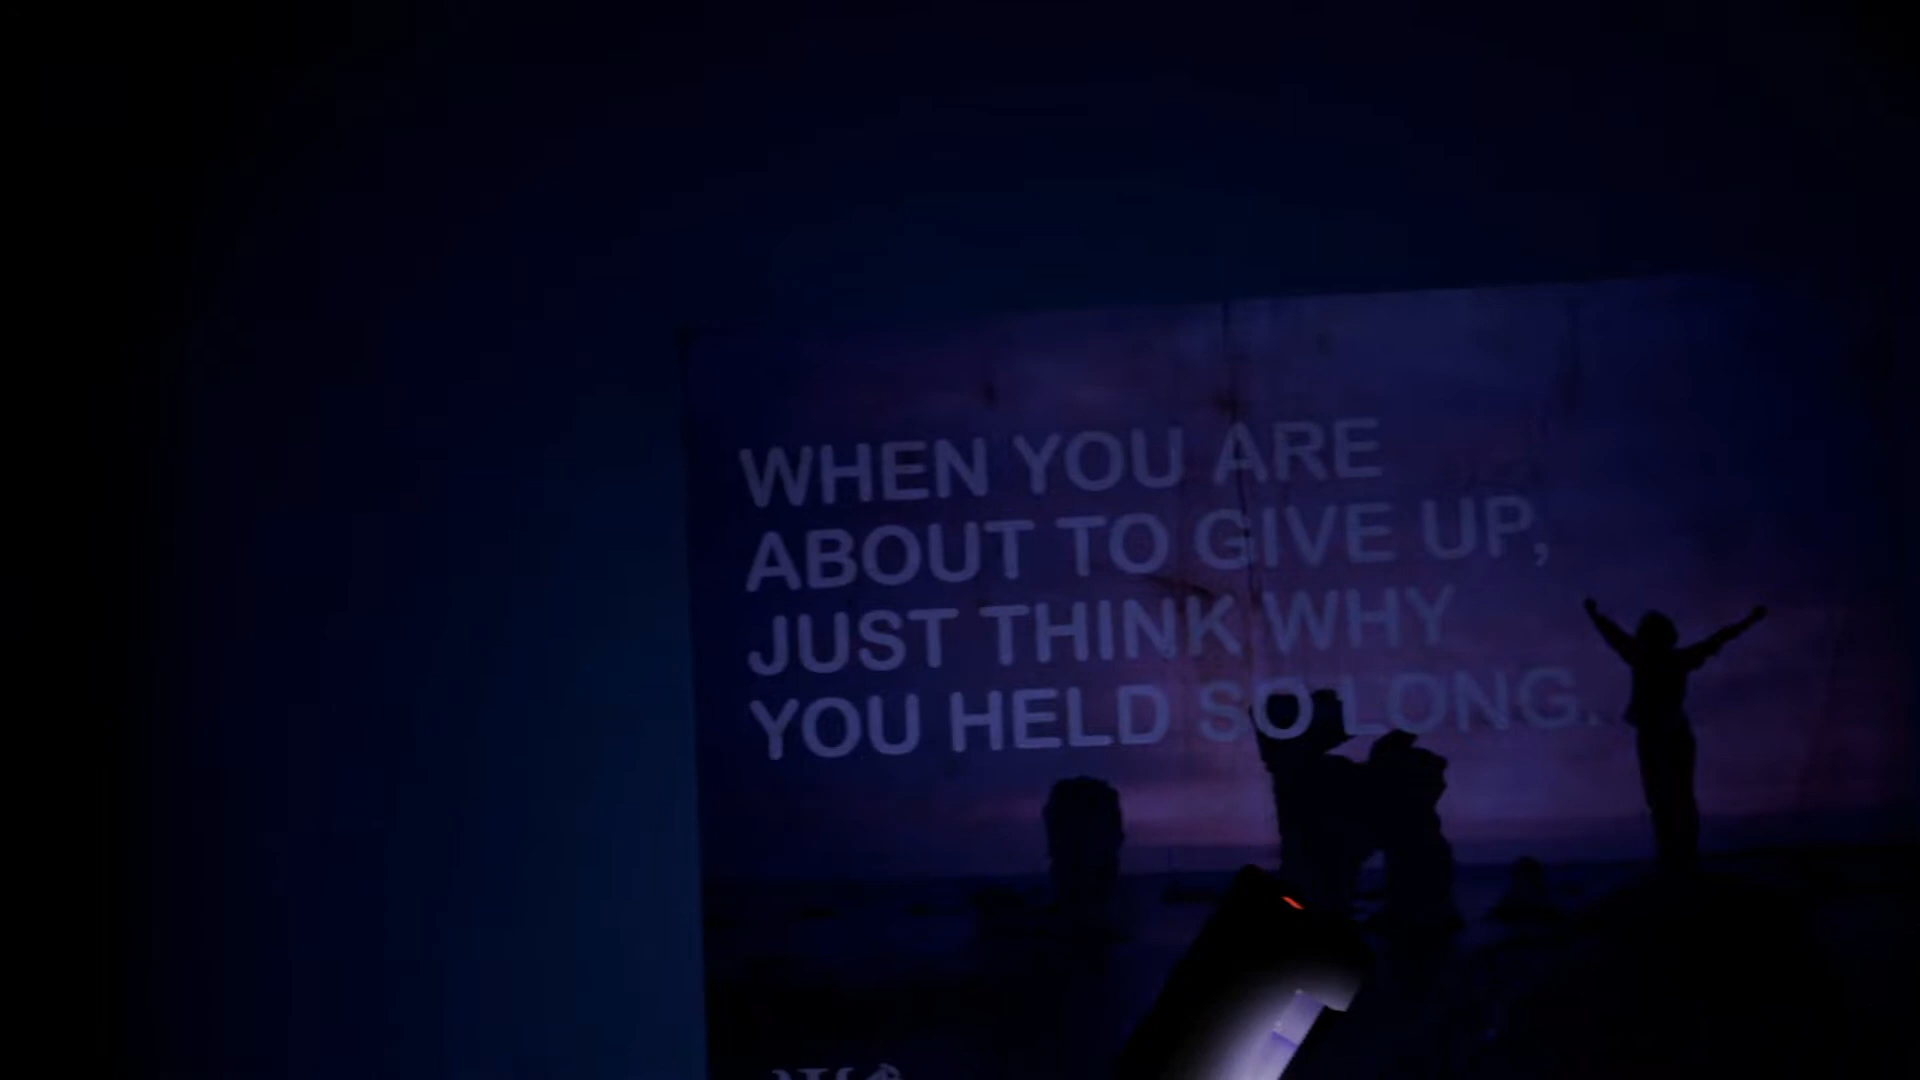 WHEN YOU ARE
ABOUT TO GIVE UP,
JUST THINK WHY
YOU HELD SO LONG.